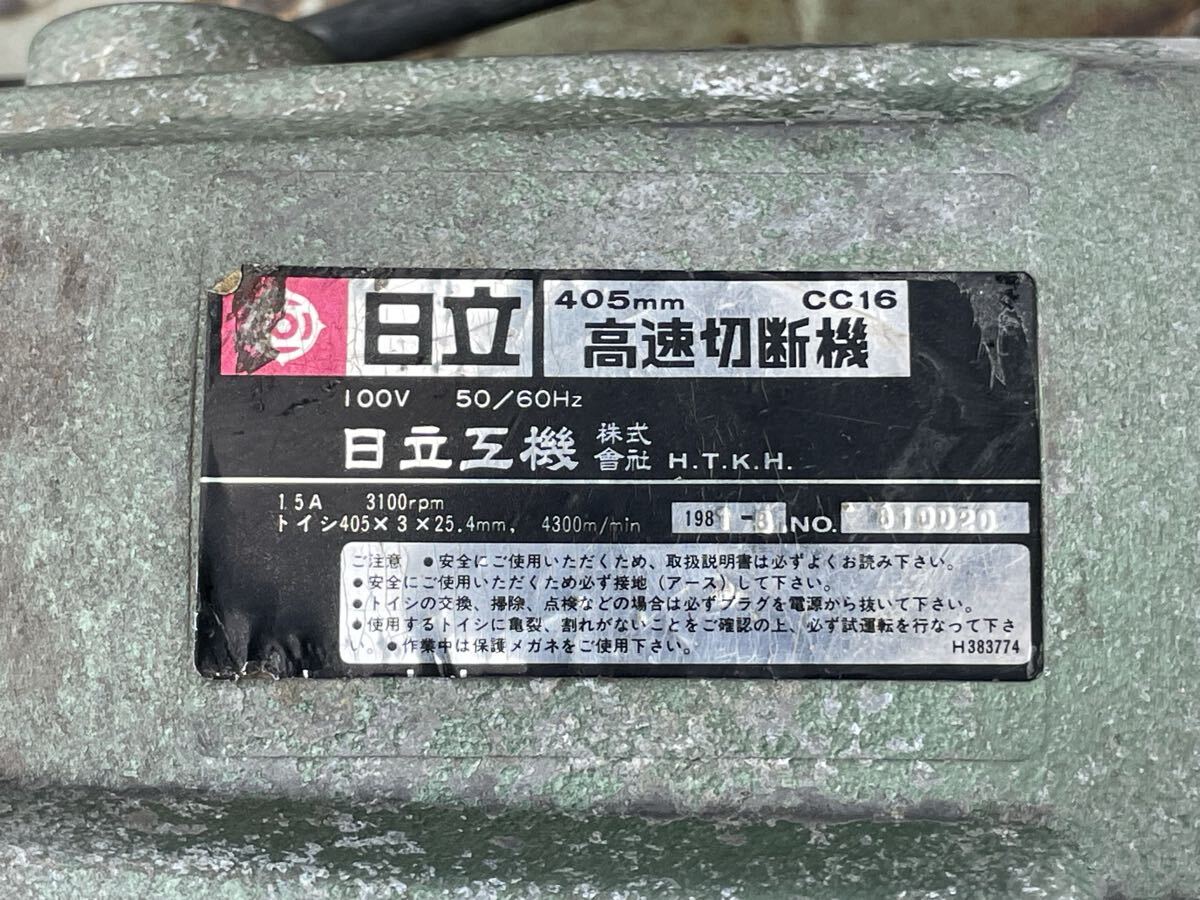 日立
405mm CC16
高速切断機
100V 50/60Hz
日立工機 株式會社 H.T.K.H.
15A 3100rpm
トイシ405×3×25.4mm, 4300m/min 198 NO. 010020
ご注意 ●安全にご使用いただくため、取扱説明書は必ずよくお読み下さい。
●安全にご使用いただくため必ず接地(アース)して下さい。
●トイシの交換、掃除、点検などの場合は必ずプラグを電源から抜いて下さい。
●使用するトイシに亀裂、割れがないことをご確認の上、必ず試運転を行なって下さ
い。●作業中は保護メガネをご使用下さい。 H383774